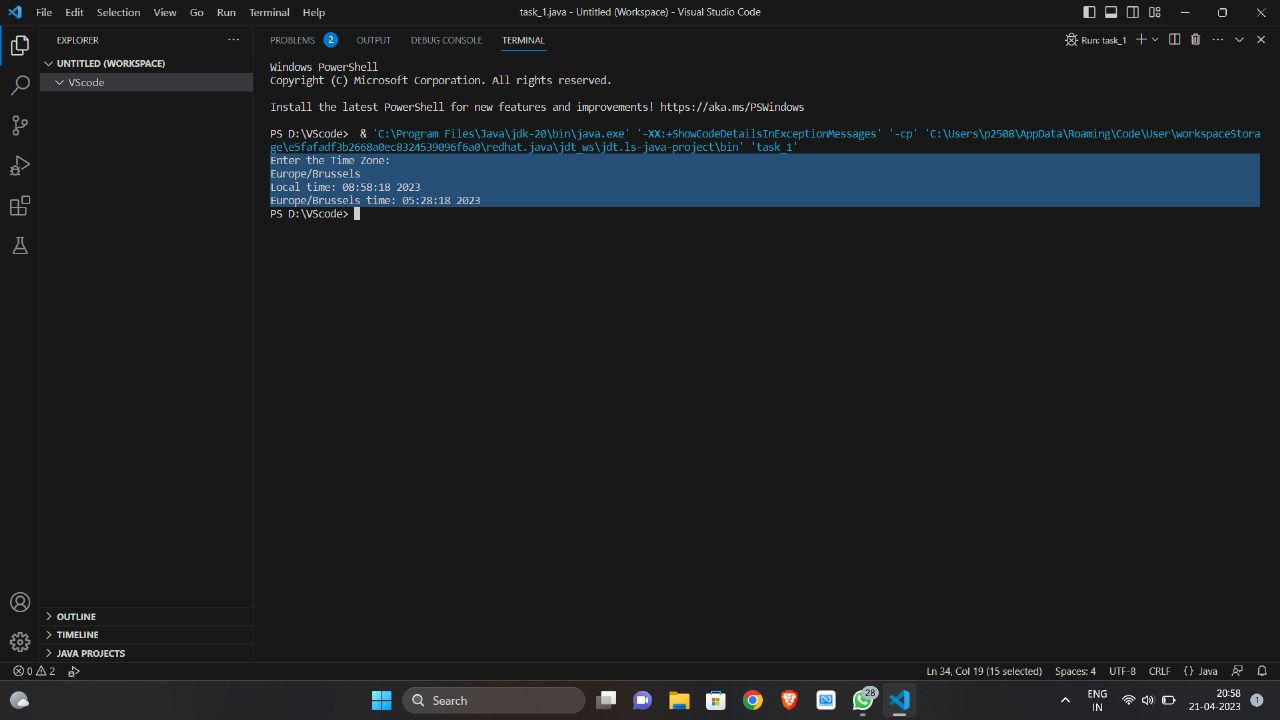 File Edit Selection View Go Run Terminal Help
task_1.java - Untitled (Workspace) - Visual Studio Code
EXPLORER
UNTITLED (WORKSPACE)
VScode
PROBLEMS 2 OUTPUT DEBUG CONSOLE TERMINAL
Run: task_1
Windows PowerShell
Copyright (C) Microsoft Corporation. All rights reserved.
Install the latest PowerShell for new features and improvements! https://aka.ms/PSWindows
PS D:\VScode>  & 'C:\Program Files\Java\jdk-20\bin\java.exe' '-XX:+ShowCodeDetailsInExceptionMessages' '-cp' 'C:\Users\p2508\AppData\Roaming\Code\User\workspaceStora
ge\e5fafadf3b2668a0ec8324539096f6a0\redhat.java\jdt_ws\jdt.ls-java-project\bin' 'task_1'
Enter the Time Zone:
Europe/Brussels
Local time: 08:58:18 2023
Europe/Brussels time: 05:28:18 2023
PS D:\VScode>
OUTLINE
TIMELINE
JAVA PROJECTS
0 2
Ln 34, Col 19 (15 selected) Spaces: 4 UTF-8 CRLF {} Java
Search
28
ENG
IN
20:58
21-04-2023
1